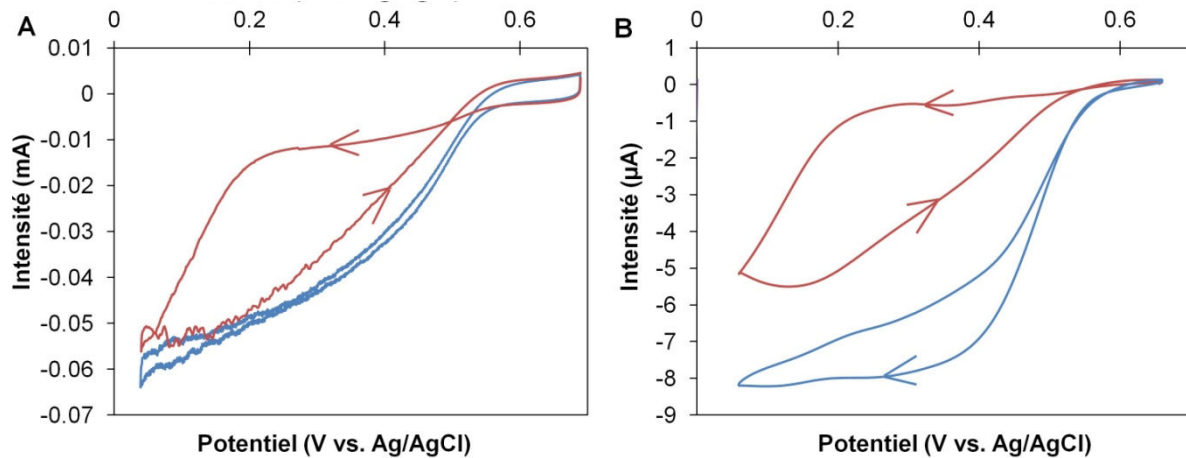 A
0 0.2 0.4 0.6
0.01
0
-0.01
-0.02
-0.03
-0.04
-0.05
-0.06
-0.07
Intensité (mA)
Potentiel (V vs. Ag/AgCl)
B
0 0.2 0.4 0.6
1
0
-1
-2
-3
-4
-5
-6
-7
-8
-9
Intensité (µA)
Potentiel (V vs. Ag/AgCl)